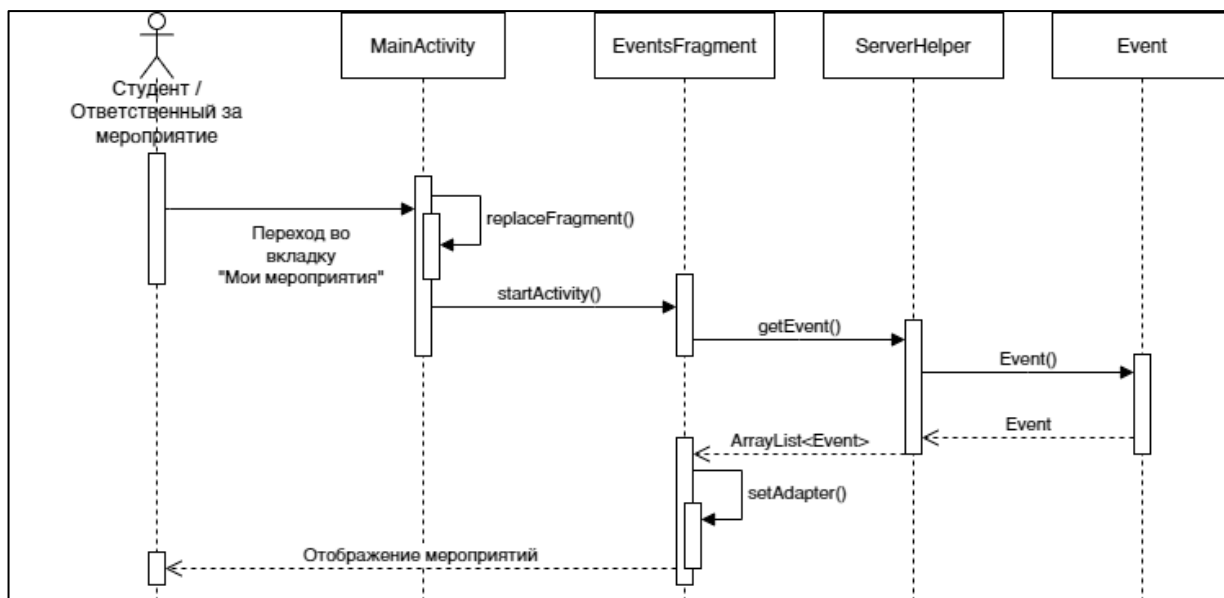 MainActivity
EventsFragment
ServerHelper
Event
Студент /
Ответственный за
мероприятие
replaceFragment()
Переход во
вкладку
"Мои мероприятия"
startActivity()
getEvent()
Event()
Event
ArrayList<Event>
setAdapter()
Отображение мероприятий